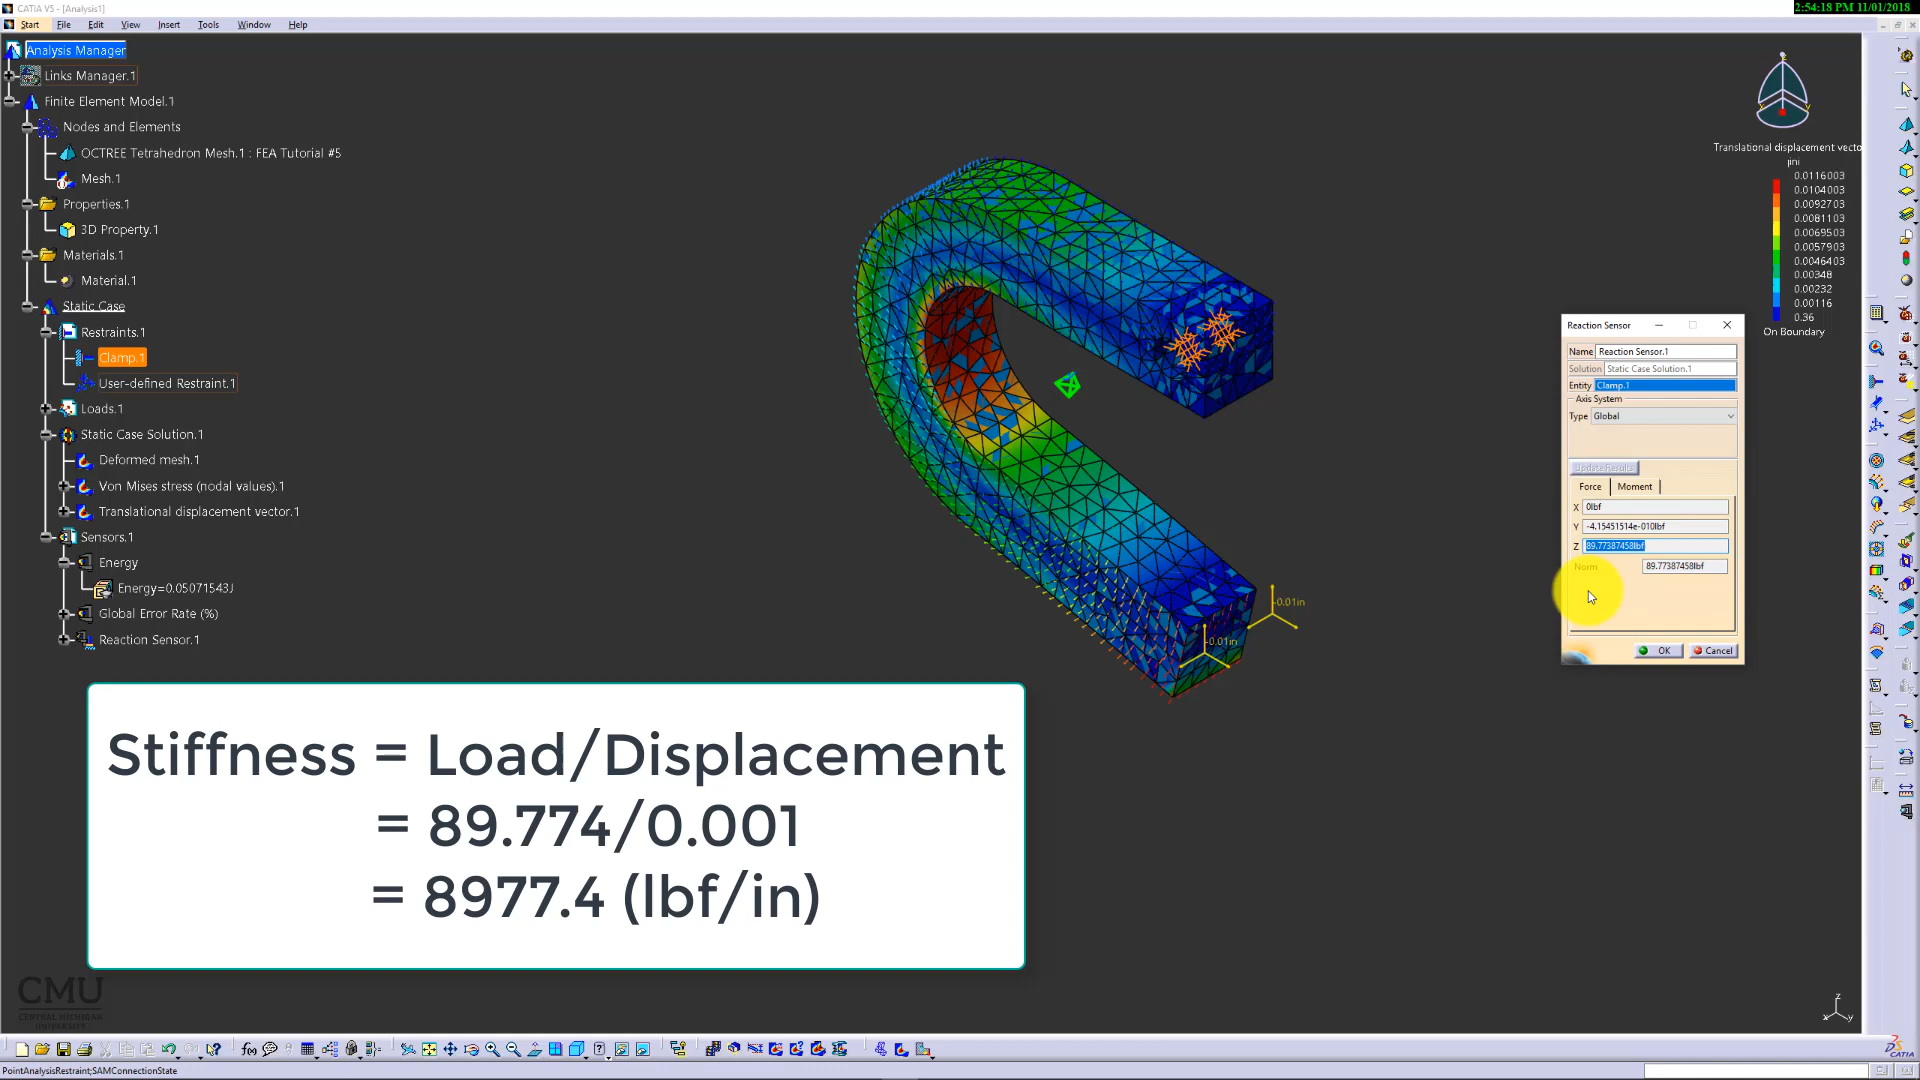 CATIA V5 - [Analysis1]
2:54:18 PM 11/01/2018
Start File Edit View Insert Tools Window Help
Analysis Manager
Links Manager.1
Finite Element Model.1
Nodes and Elements
OCTREE Tetrahedron Mesh.1 : FEA Tutorial #5
Mesh.1
Properties.1
3D Property.1
Materials.1
Material.1
Static Case
Restraints.1
Clamp.1
User-defined Restraint.1
Loads.1
Static Case Solution.1
Deformed mesh.1
Von Mises stress (nodal values).1
Translational displacement vector.1
Sensors.1
Energy
Energy=0.05071543J
Global Error Rate (%)
Reaction Sensor.1
-0.01in
-0.01in
Translational displacement vecto
0.0116003
0.0104003
0.0092703
0.0081103
0.0069503
0.0057903
0.0046403
0.00348
0.00232
0.00116
0.36
On Boundary
Reaction Sensor
Name Reaction Sensor.1
Solution Static Case Solution.1
Entity Clamp.1
Axis System
Type Global
Update Results
Force Moment
X 0lbf
Y -4.15451514e-010lbf
Z 89.77387458lbf
Norm 89.77387458lbf
OK Cancel
Stiffness = Load/Displacement
= 89.774/0.001
= 8977.4 (lbf/in)
CMU
CENTRAL MICHIGAN
UNIVERSITY
PointAnalysisRestraint;SAMConnectionState